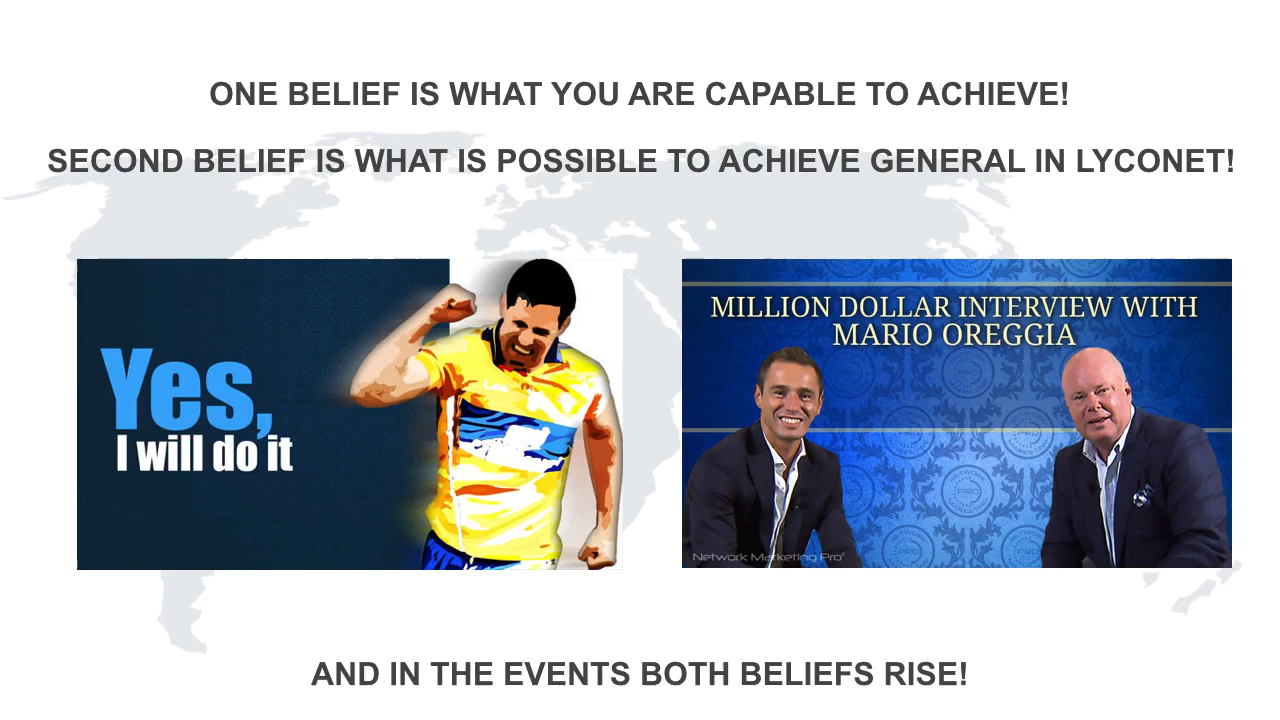 ONE BELIEF IS WHAT YOU ARE CAPABLE TO ACHIEVE!
SECOND BELIEF IS WHAT IS POSSIBLE TO ACHIEVE GENERAL IN LYCONET!
Yes,
I will do it
MILLION DOLLAR INTERVIEW WITH
MARIO OREGGIA
PRO
Network Marketing Pro
AND IN THE EVENTS BOTH BELIEFS RISE!